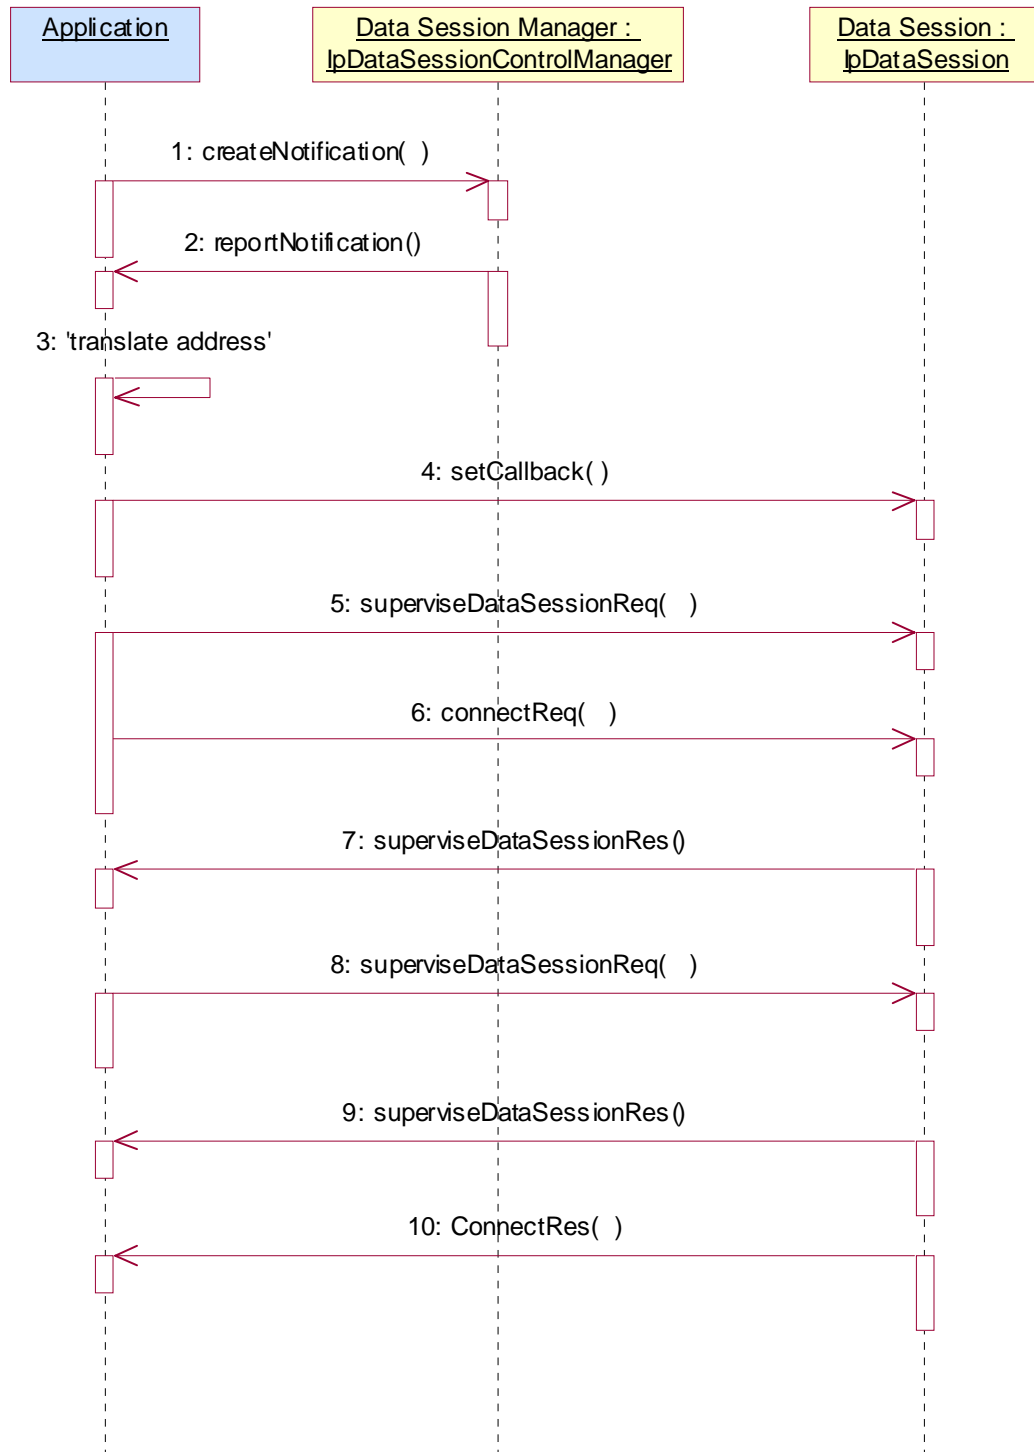 Application
Data Session Manager :
IpDataSessionControlManager
Data Session :
IpDataSession
1: createNotification(  )
2: reportNotification()
3: 'translate address'
4: setCallback( )
5: superviseDataSessionReq(   )
6: connectReq(   )
7: superviseDataSessionRes()
8: superviseDataSessionReq(   )
9: superviseDataSessionRes()
10: ConnectRes(  )